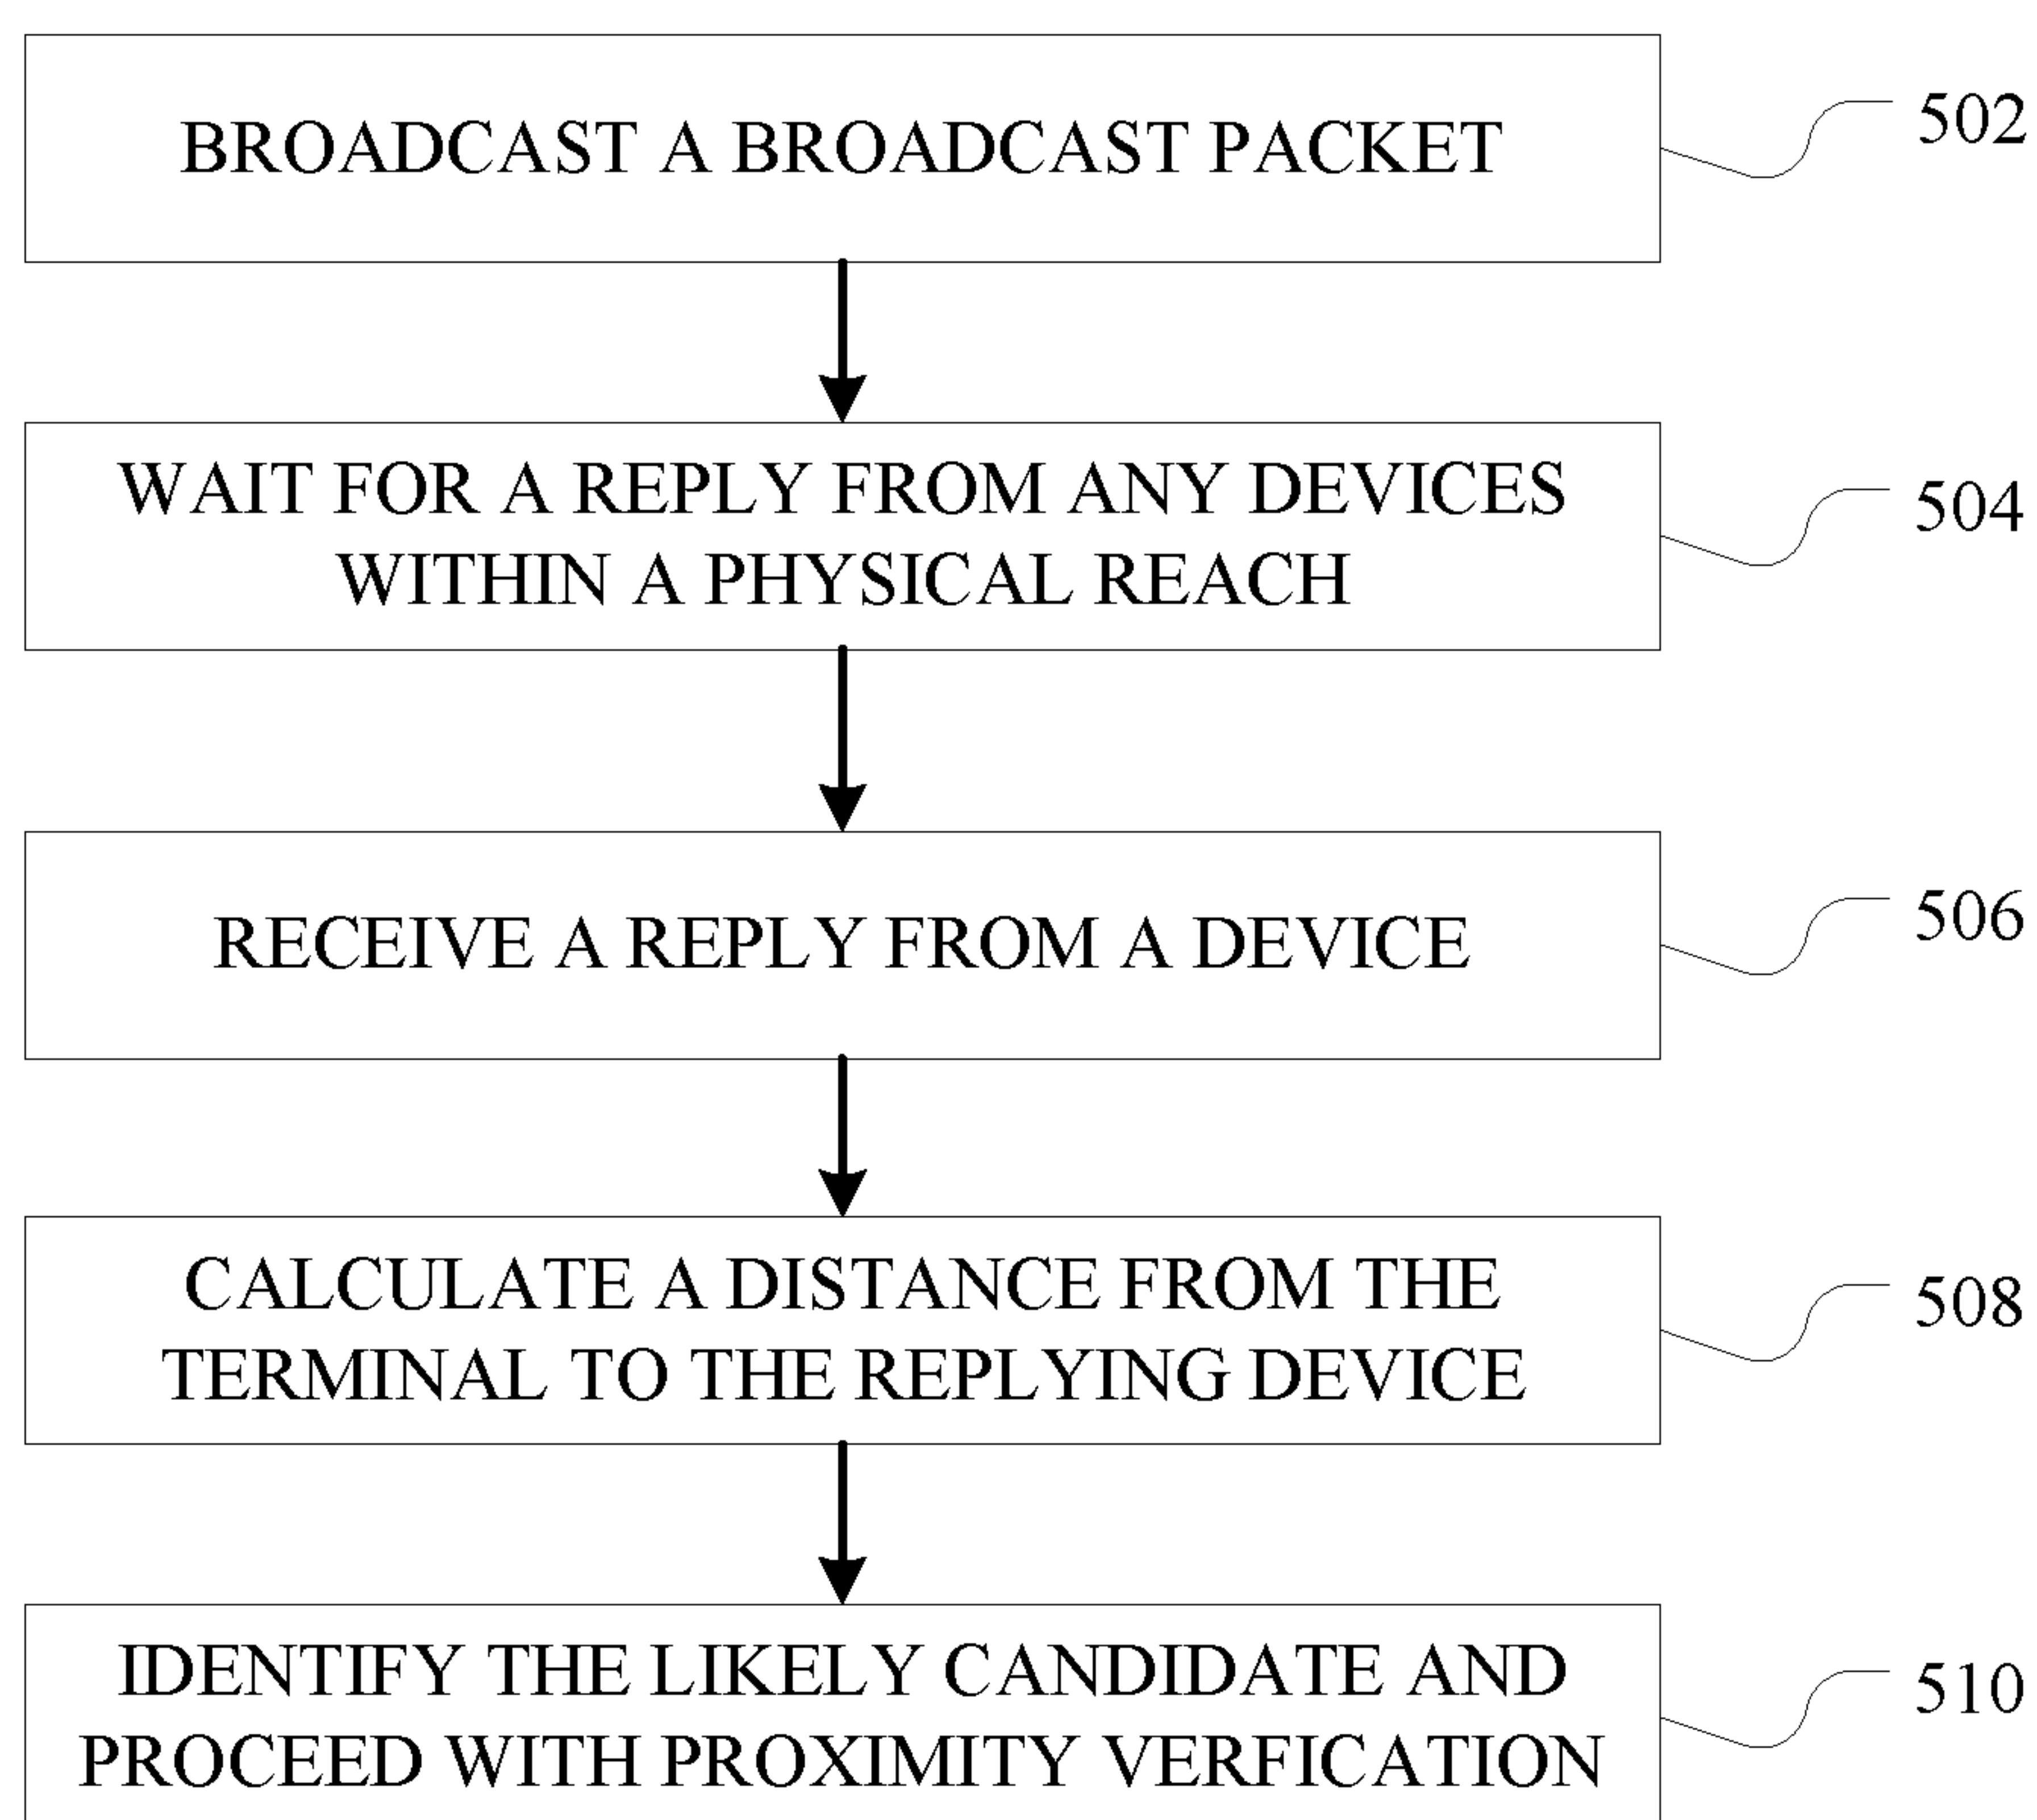 BROADCAST A BROADCAST PACKET
502
WAIT FOR A REPLY FROM ANY DEVICES
WITHIN A PHYSICAL REACH
504
RECEIVE A REPLY FROM A DEVICE
506
CALCULATE A DISTANCE FROM THE
TERMINAL TO THE REPLYING DEVICE
508
IDENTIFY THE LIKELY CANDIDATE AND
PROCEED WITH PROXIMITY VERFICATION
510